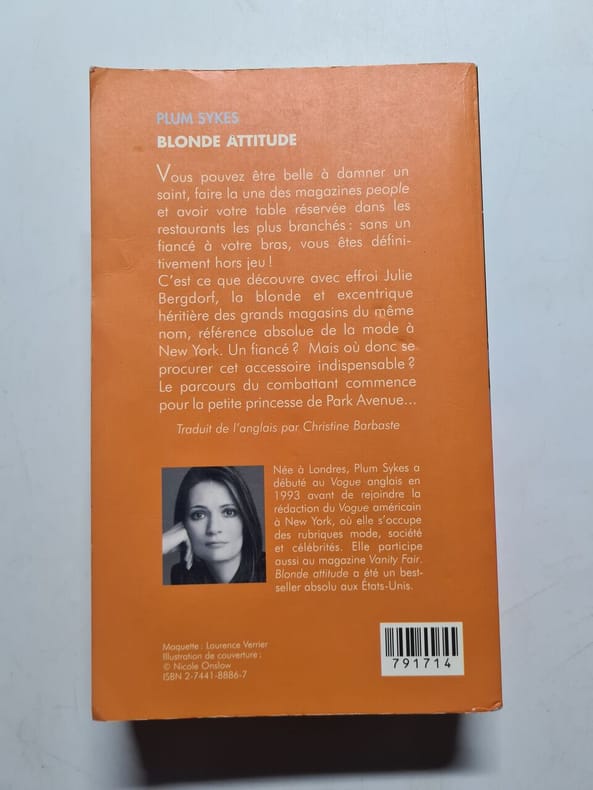 PLUM SYKES
BLONDE ATTITUDE
Vous pouvez être belle à damner un
saint, faire la une des magazines people
et avoir votre table réservée dans les
restaurants les plus branchés : sans un
fiancé à votre bras, vous êtes défini-
tivement hors jeu !
C'est ce que découvre avec effroi Julie
Bergdorf, la blonde et excentrique
héritière des grands magasins du même
nom, référence absolue de la mode à
New York. Un fiancé ? Mais où donc se
procurer cet accessoire indispensable ?
Le parcours du combattant commence
pour la petite princesse de Park Avenue...
Traduit de l'anglais par Christine Barbaste
Née à Londres, Plum Sykes a
débuté au Vogue anglais en
1993 avant de rejoindre la
rédaction du Vogue américain
à New York, où elle s'occupe
des rubriques mode, société
et célébrités. Elle participe
aussi au magazine Vanity Fair.
Blonde attitude a été un best-
seller absolu aux États-Unis.
Maquette : Laurence Verrier
Illustration de couverture :
© Nicole Onslow
ISBN 2-7441-8886-7
791714